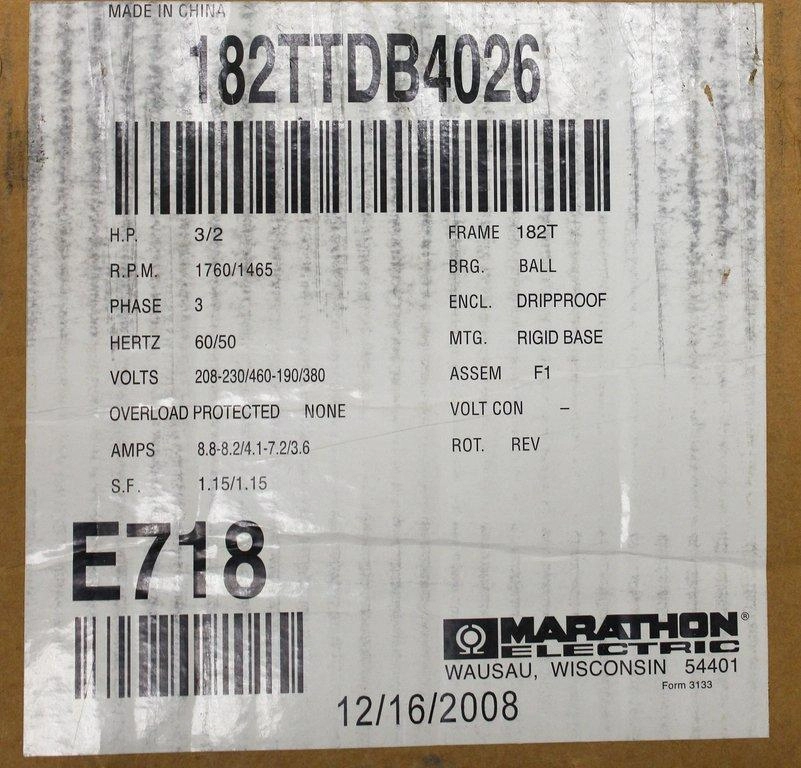 MADE IN CHINA
182TTDB4026
H.P. 3/2
R.P.M. 1760/1465
PHASE 3
HERTZ 60/50
VOLTS 208-230/460-190/380
OVERLOAD PROTECTED NONE
AMPS 8.8-8.2/4.1-7.2/3.6
S.F. 1.15/1.15
FRAME 182T
BRG. BALL
ENCL. DRIPPROOF
MTG. RIGID BASE
ASSEM F1
VOLT CON –
ROT. REV
E718
MARATHON®
ELECTRIC
WAUSAU, WISCONSIN 54401
Form 3133
12/16/2008